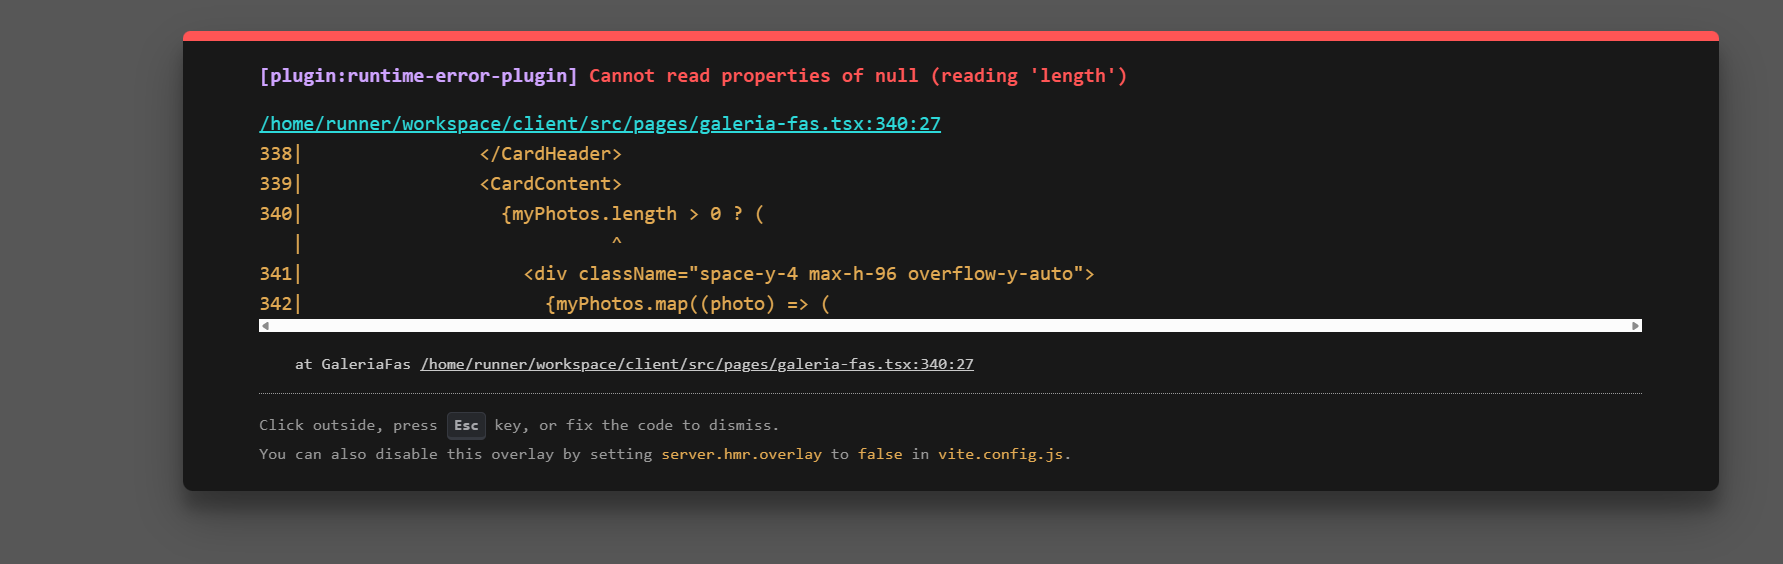 [plugin:runtime-error-plugin] Cannot read properties of null (reading 'length')
/home/runner/workspace/client/src/pages/galeria-fas.tsx:340:27
338|                </CardHeader>
339|                <CardContent>
340|                  {myPhotos.length > 0 ? (
   |                            ^
341|                    <div className="space-y-4 max-h-96 overflow-y-auto">
342|                      {myPhotos.map((photo) => (
at GaleriaFas /home/runner/workspace/client/src/pages/galeria-fas.tsx:340:27
Click outside, press Esc key, or fix the code to dismiss.
You can also disable this overlay by setting server.hmr.overlay to false in vite.config.js.